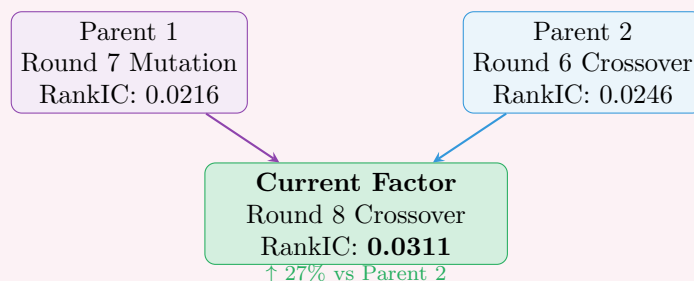 Parent 1
Round 7 Mutation
RankIC: 0.0216
Parent 2
Round 6 Crossover
RankIC: 0.0246
Current Factor
Round 8 Crossover
RankIC: 0.0311
↑ 27% vs Parent 2